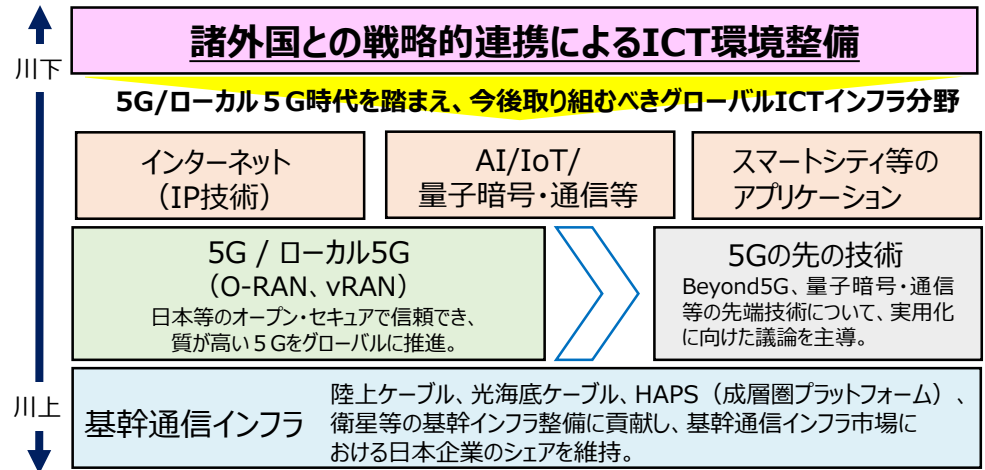 諸外国との戦略的連携によるICT環境整備
川下
5G/ローカル５G時代を踏まえ、今後取り組むべきグローバルICTインフラ分野
インターネット
（IP技術）
AI/IoT/
量子暗号・通信等
スマートシティ等の
アプリケーション
5G / ローカル5G
（O-RAN、vRAN）
日本等のオープン・セキュアで信頼でき、
質が高い５Gをグローバルに推進。
5Gの先の技術
Beyond5G、量子暗号・通信
等の先端技術について、実用化
に向けた議論を主導。
川上
基幹通信インフラ
陸上ケーブル、光海底ケーブル、HAPS（成層圏プラットフォーム）、
衛星等の基幹インフラ整備に貢献し、基幹通信インフラ市場に
おける日本企業のシェアを維持。